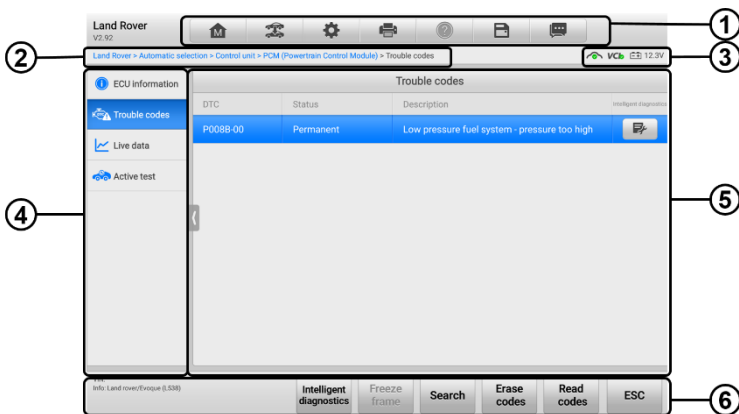 Land Rover
V2.92
M
?
1
2
Land Rover > Automatic selection > Control unit > PCM (Powertrain Control Module) > Trouble codes
VCI 12.3V
3
ECU information
Trouble codes
Live data
Active test
4
Trouble codes
DTC Status Description Intelligent diagnostics
P008B-00 Permanent Low pressure fuel system - pressure too high
5
Info: Land rover/Evoque (L538)
Intelligent
diagnostics
Freeze
frame
Search
Erase
codes
Read
codes
ESC
6